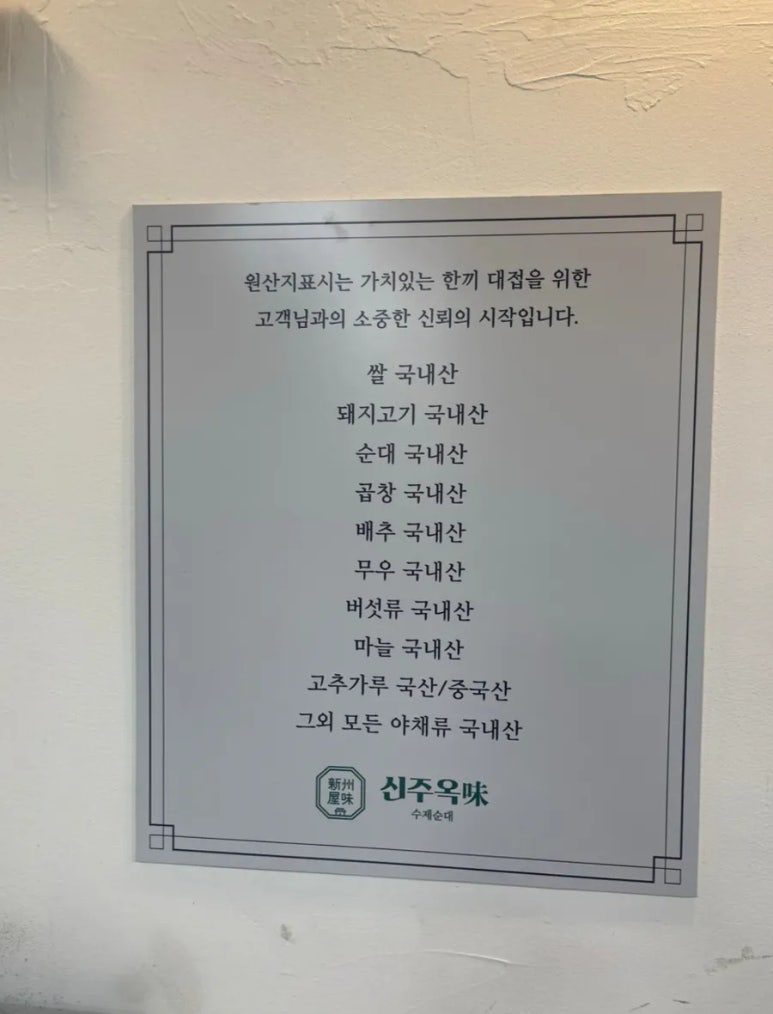 원산지표시는 가치있는 한끼 대접을 위한
고객님과의 소중한 신뢰의 시작입니다.
쌀 국내산
돼지고기 국내산
순대 국내산
곱창 국내산
배추 국내산
무우 국내산
버섯류 국내산
마늘 국내산
고추가루 국산/중국산
그외 모든 야채류 국내산
新州
屋味
신주옥味
수제순대